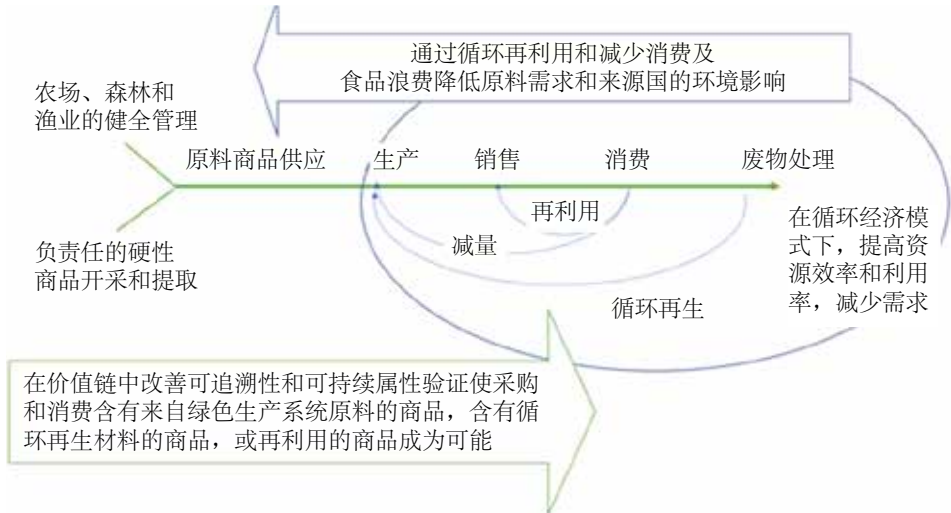 通过循环再利用和减少消费及
食品浪费降低原料需求和来源国的环境影响
农场、森林和
渔业的健全管理
原料商品供应
生产
销售
消费
废物处理
再利用
减量
循环再生
负责任的硬性
商品开采和提取
在循环经济模
式下，提高资
源效率和利用
率，减少需求
在价值链中改善可追溯性和可持续属性验证使采购
和消费含有来自绿色生产系统原料的商品，含有循
环再生材料的商品，或再利用的商品成为可能